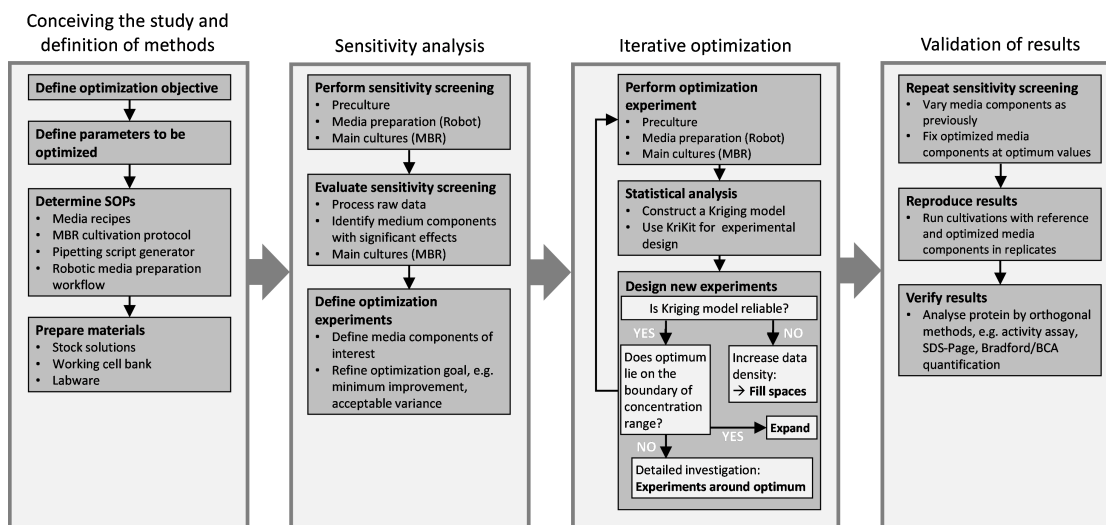 Conceiving the study and
definition of methods
Define optimization objective
Define parameters to be
optimized
Determine SOPs
• Media recipes
• MBR cultivation protocol
• Pipetting script generator
• Robotic media preparation
workflow
Prepare materials
• Stock solutions
• Working cell bank
• Labware
Sensitivity analysis
Perform sensitivity screening
• Preculture
• Media preparation (Robot)
• Main cultures (MBR)
Evaluate sensitivity screening
• Process raw data
• Identify medium components
with significant effects
• Main cultures (MBR)
Define optimization
experiments
• Define media components of
interest
• Refine optimization goal, e.g.
minimum improvement,
acceptable variance
Iterative optimization
Perform optimization
experiment
• Preculture
• Media preparation (Robot)
• Main cultures (MBR)
Statistical analysis
• Construct a Kriging model
• Use KriKit for experimental
design
Design new experiments
Is Kriging model reliable?
YES
NO
Does optimum
lie on the
boundary of
concentration
range?
Increase data
density:
→ Fill spaces
YES
Expand
NO
Detailed investigation:
Experiments around optimum
Validation of results
Repeat sensitivity screening
• Vary media components as
previously
• Fix optimized media
components at optimum values
Reproduce results
• Run cultivations with reference
and optimized media
components in replicates
Verify results
• Analyse protein by orthogonal
methods, e.g. activity assay,
SDS-Page, Bradford/BCA
quantification